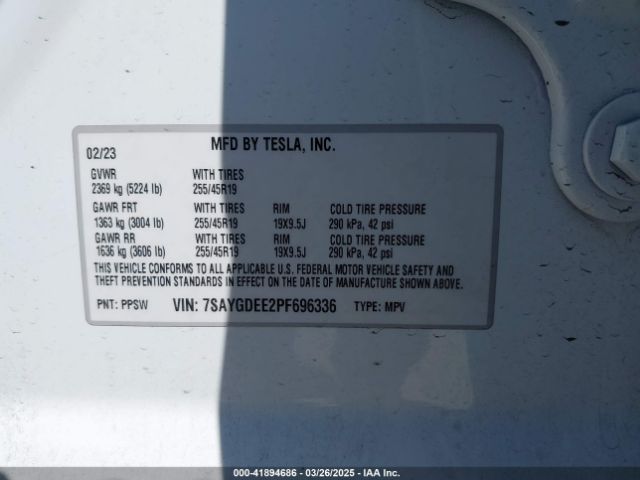 MFD BY TESLA, INC.
02/23
GVWR WITH TIRES
2369 kg (5224 lb) 255/45R19
GAWR FRT WITH TIRES RIM COLD TIRE PRESSURE
1363 kg (3004 lb) 255/45R19 19X9.5J 290 kPa, 42 psi
GAWR RR WITH TIRES RIM COLD TIRE PRESSURE
1636 kg (3606 lb) 255/45R19 19X9.5J 290 kPa, 42 psi
THIS VEHICLE CONFORMS TO ALL APPLICABLE U.S. FEDERAL MOTOR VEHICLE SAFETY AND
THEFT PREVENTION STANDARDS IN EFFECT ON THE DATE OF MANUFACTURE SHOWN ABOVE.
PNT: PPSW VIN: 7SAYGDEE2PF696336 TYPE: MPV
000-41894686 - 03/26/2025 - IAA Inc.